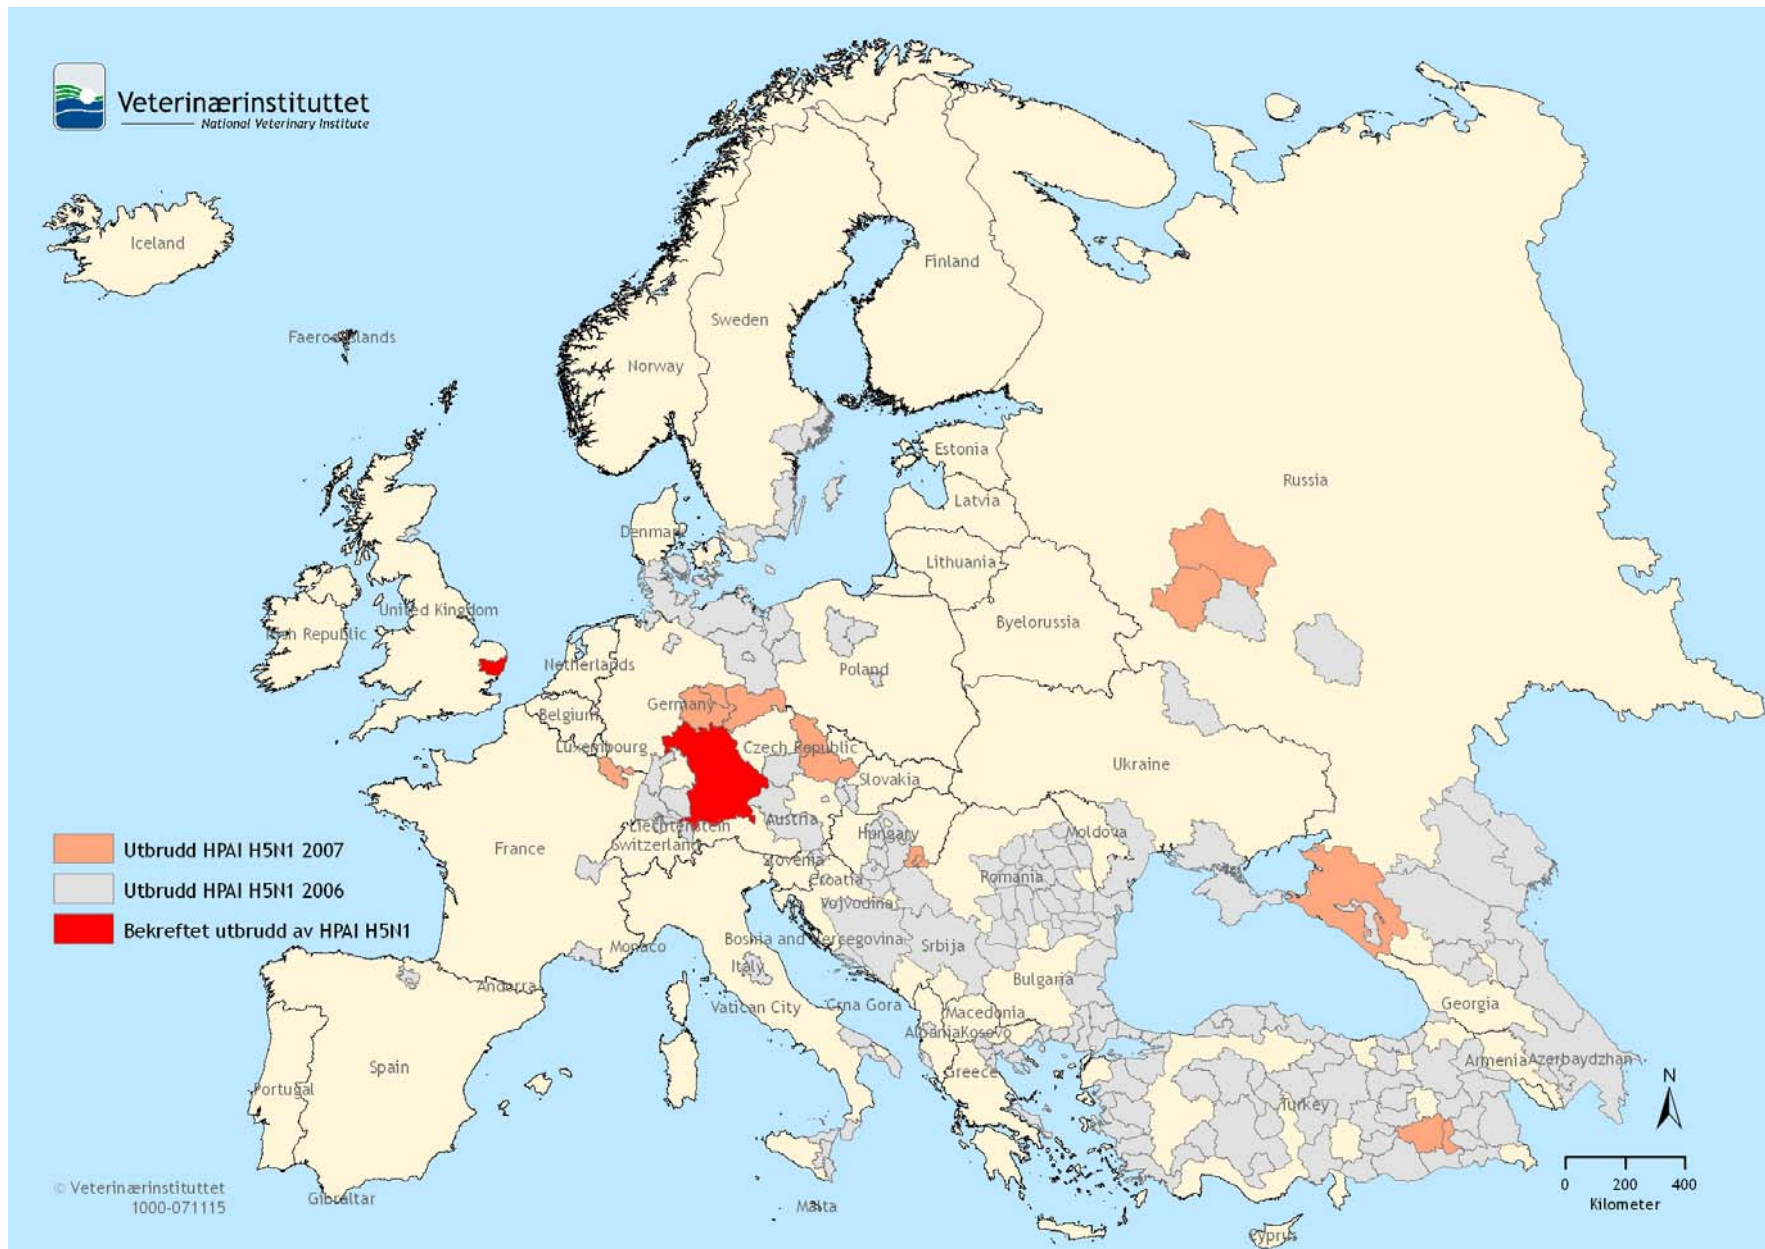 Veterinærinstituttet
National Veterinary Institute
Iceland
Finland
Faeroe Islands
Sweden
Norway
Estonia
Russia
Latvia
Denmark
Lithuania
United Kingdom
Byelorussia
Irish Republic
Netherlands
Poland
Germany
Belgium
Luxembourg
Czech Republic
Ukraine
Slovakia
Austria
Liechtenstein
Hungary
Moldova
Switzerland
France
Slovenia
Utbrudd HPAI H5N1 2007
Romania
Croatia
Utbrudd HPAI H5N1 2006
Vojvodina
Bekreftet utbrudd av HPAI H5N1
Bosnia and Hercegovina
Monaco
Srbija
Italy
Bulgaria
Andorra
Vatican City
Crna Gora
Georgia
Macedonia
Albania
Kosovo
Armenia
Azerbaydzhan
Spain
Greece
N
Portugal
Turkey
© Veterinærinstituttet
1000-071115
Gibraltar
0 200 400
Kilometer
Malta
Cyprus